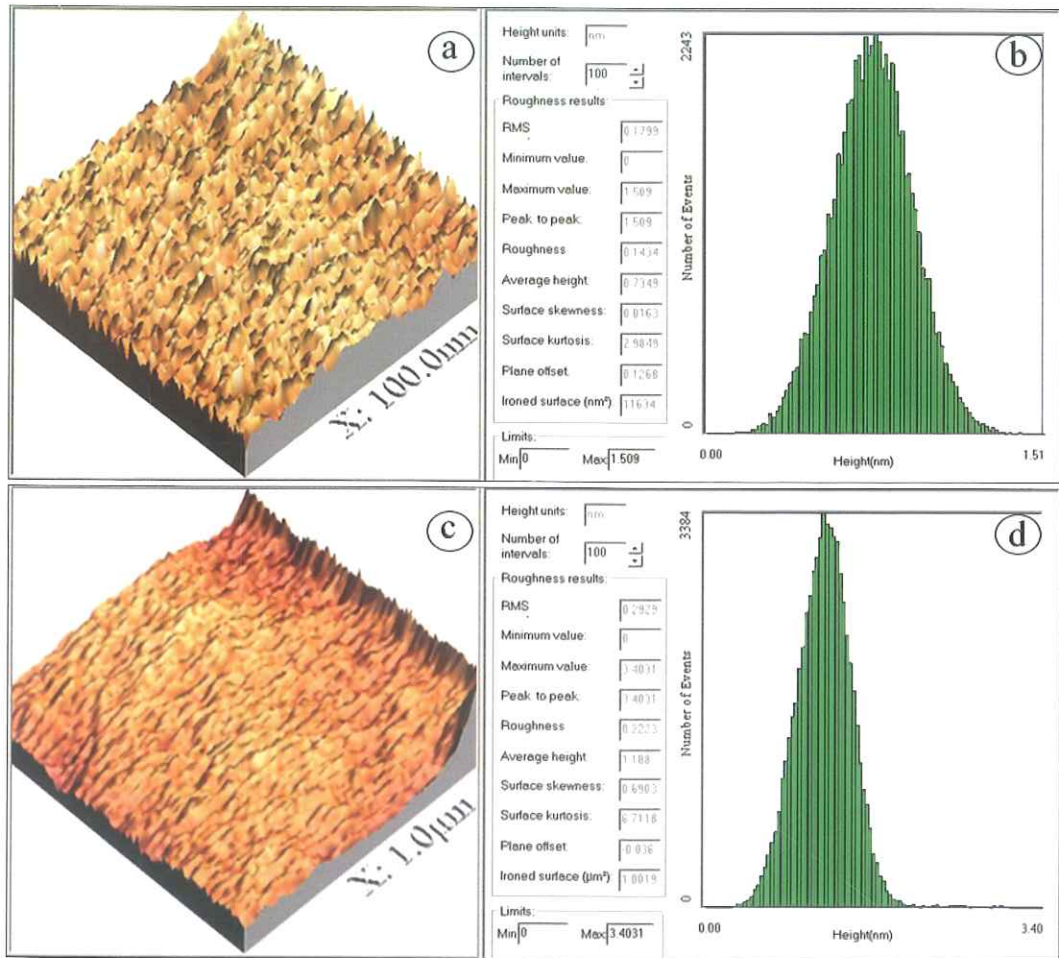 a
X: 100.0nm
Height units: nm
Number of
intervals: 100
Roughness results:
RMS 0.1799
Minimum value: 0
Maximum value: 1.509
Peak to peak: 1.509
Roughness 0.1434
Average height 0.7349
Surface skewness: 0.0163
Surface kurtosis: 2.9849
Plane offset: 0.1268
Ironed surface (nm²) 11634
Limits:
Min 0 Max 1.509
b
2243
Number of Events
0
0.00 Height(nm) 1.51
c
X: 1.0µm
Height units: nm
Number of
intervals: 100
Roughness results:
RMS 0.2929
Minimum value: 0
Maximum value: 3.4031
Peak to peak: 3.4031
Roughness
Average height 1.188
Surface skewness: 0.6903
Surface kurtosis: 6.7118
Plane offset -0.036
Ironed surface (µm²) 1.0019
Limits:
Min 0 Max 3.4031
d
3384
Number of Events
0
0.00 Height(nm) 3.40